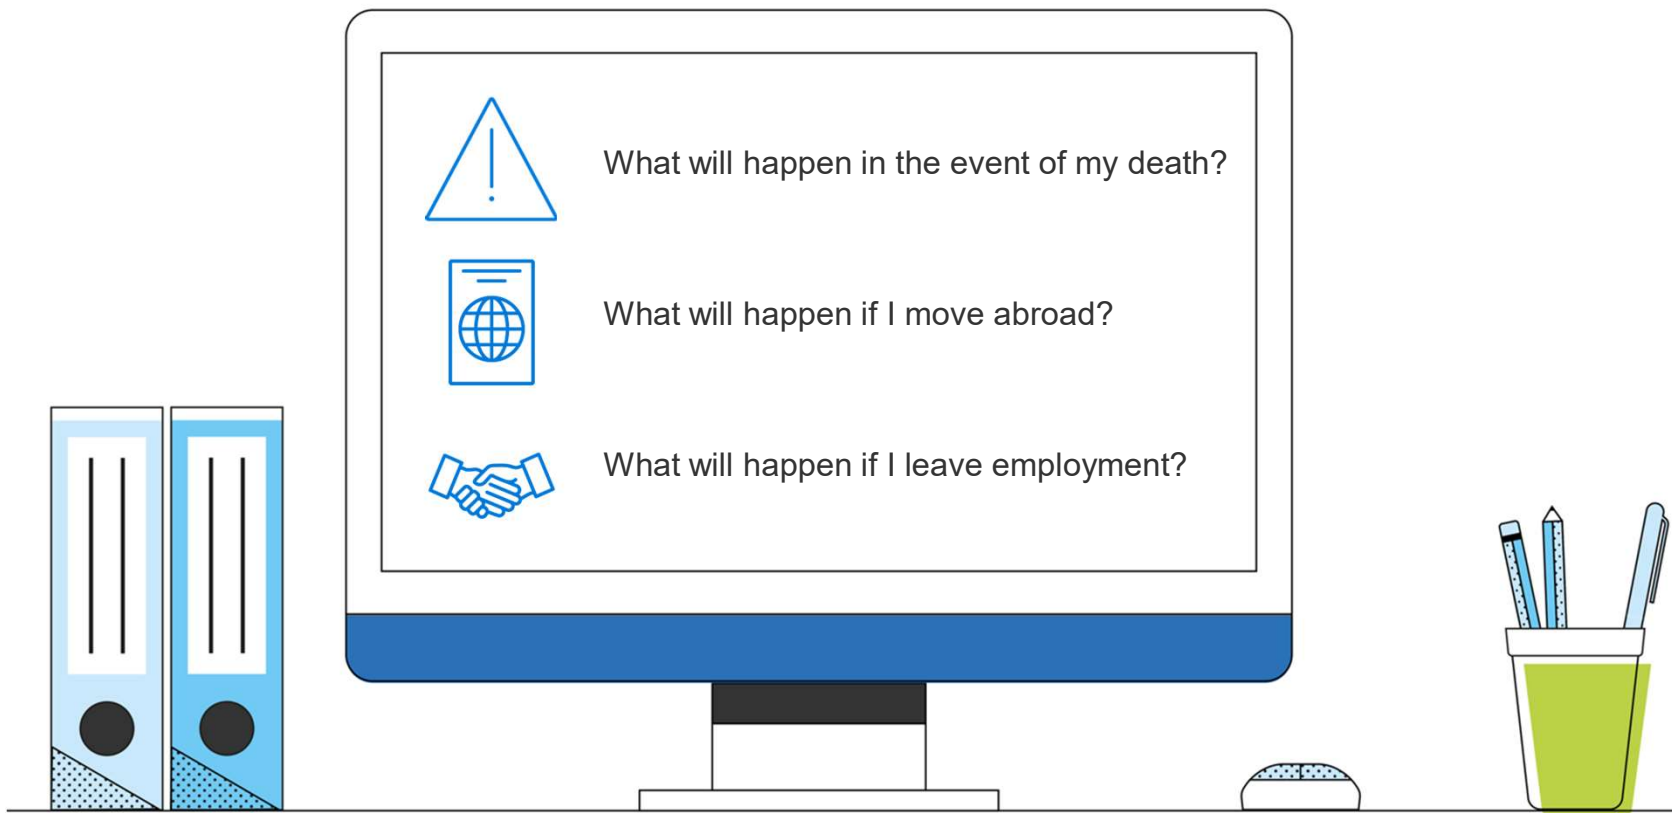 What will happen in the event of my death?
What will happen if I move abroad?
What will happen if I leave employment?